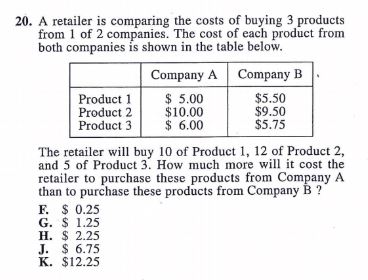 20. A retailer is comparing the costs of buying 3 products
from 1 of 2 companies. The cost of each product from
both companies is shown in the table below.
Company A Company B
Product 1 $ 5.00 $5.50
Product 2 $10.00 $9.50
Product 3 $ 6.00 $5.75
The retailer will buy 10 of Product 1, 12 of Product 2,
and 5 of Product 3. How much more will it cost the
retailer to purchase these products from Company A
than to purchase these products from Company B ?
F. $ 0.25
G. $ 1.25
H. $ 2.25
J. $ 6.75
K. $12.25